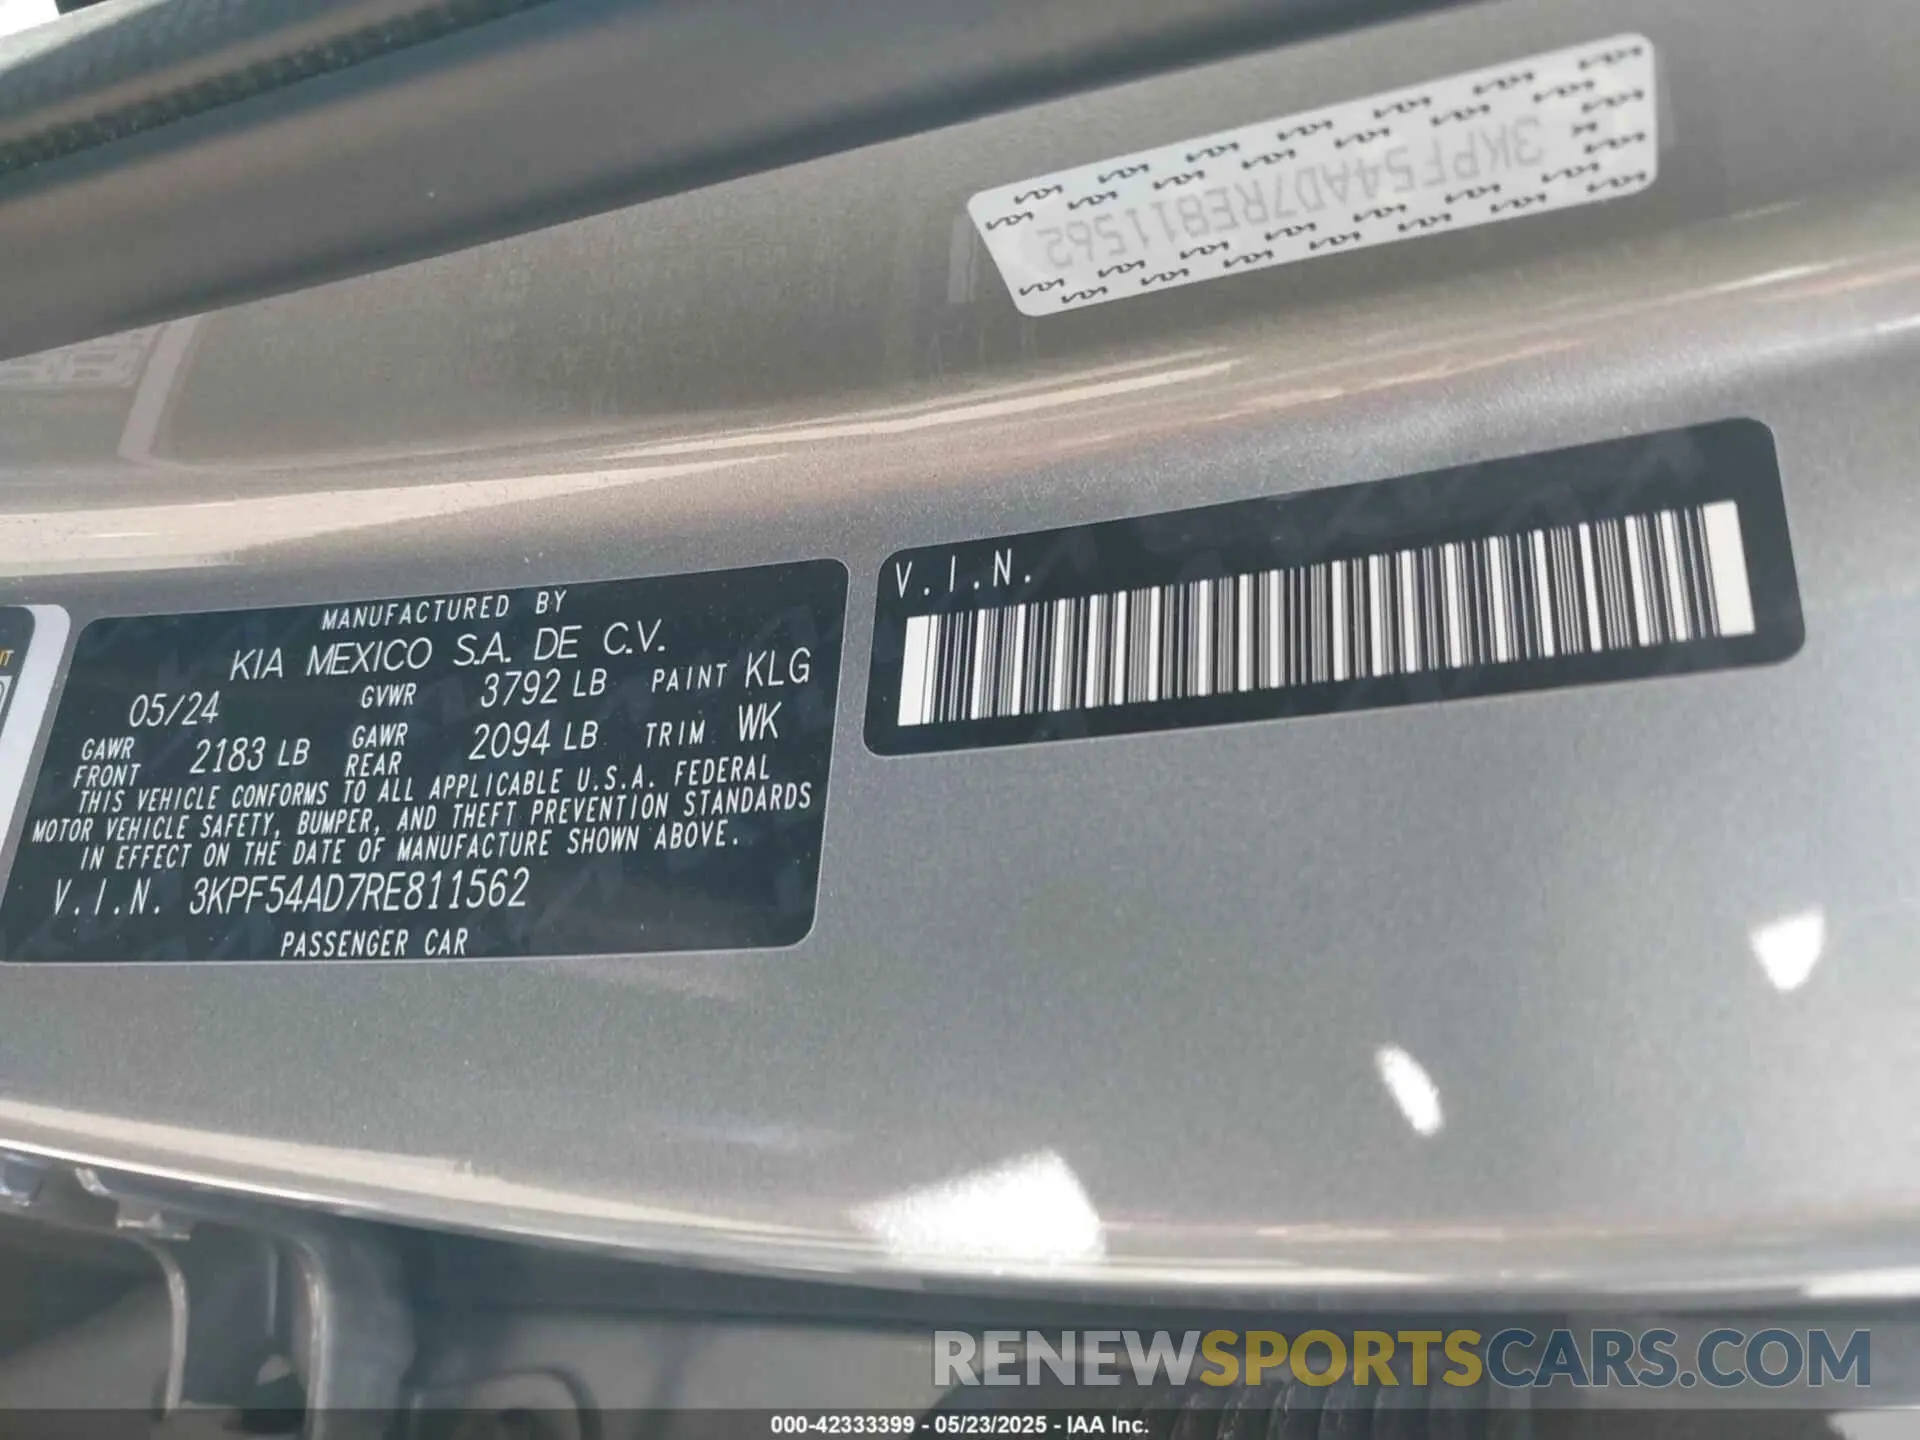 3KPF54AD7RE811562
V.I.N.
MANUFACTURED BY
KIA MEXICO S.A. DE C.V.
05/24 GVWR 3792 LB PAINT KLG
GAWR FRONT 2183 LB GAWR REAR 2094 LB TRIM WK
THIS VEHICLE CONFORMS TO ALL APPLICABLE U.S.A. FEDERAL
MOTOR VEHICLE SAFETY, BUMPER, AND THEFT PREVENTION STANDARDS
IN EFFECT ON THE DATE OF MANUFACTURE SHOWN ABOVE.
V.I.N. 3KPF54AD7RE811562
PASSENGER CAR
RENEWSPORTSCARS.COM
000-42333399 - 05/23/2025 - IAA Inc.